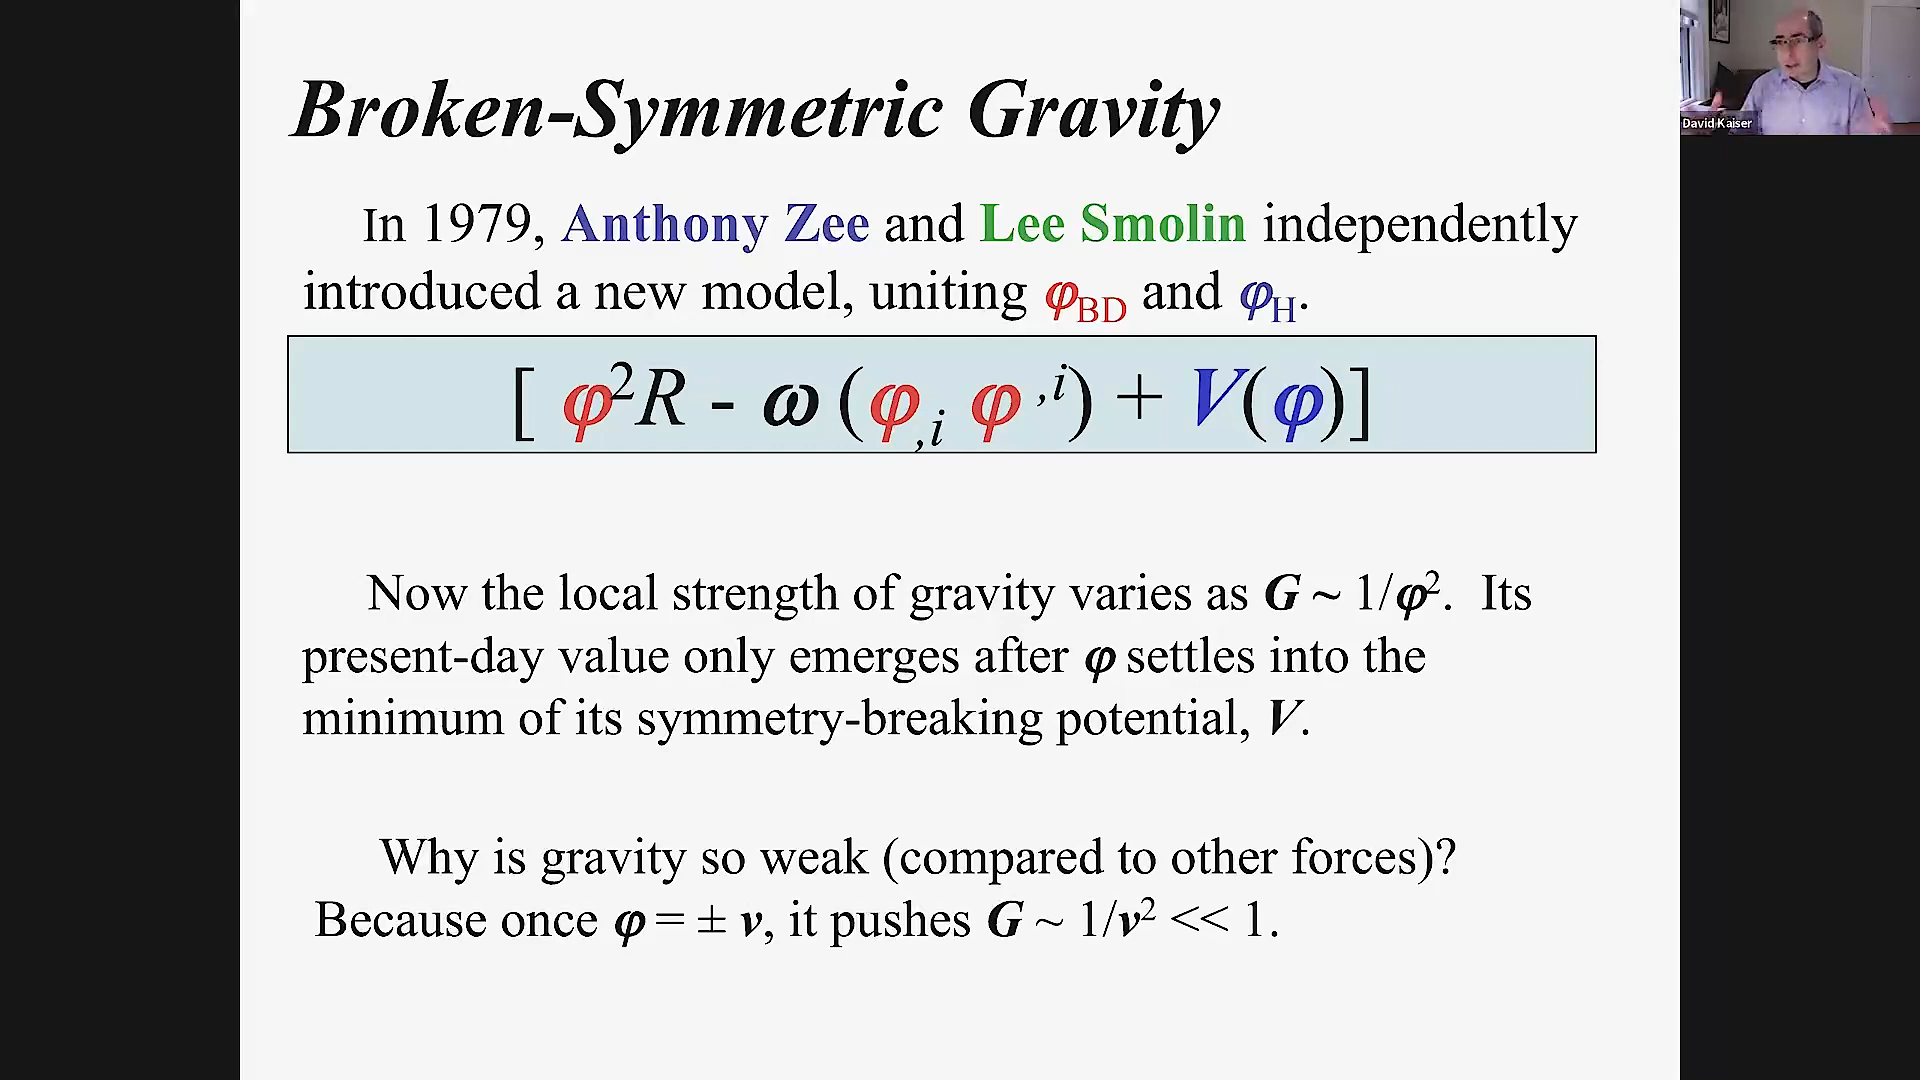 Broken-Symmetric Gravity
David Kaiser
In 1979, Anthony Zee and Lee Smolin independently
introduced a new model, uniting φBD and φH.
[ φ²R - ω (φ,i φ ,i) + V(φ)]
Now the local strength of gravity varies as G ~ 1/φ². Its
present-day value only emerges after φ settles into the
minimum of its symmetry-breaking potential, V.
Why is gravity so weak (compared to other forces)?
Because once φ = ± v, it pushes G ~ 1/v² << 1.